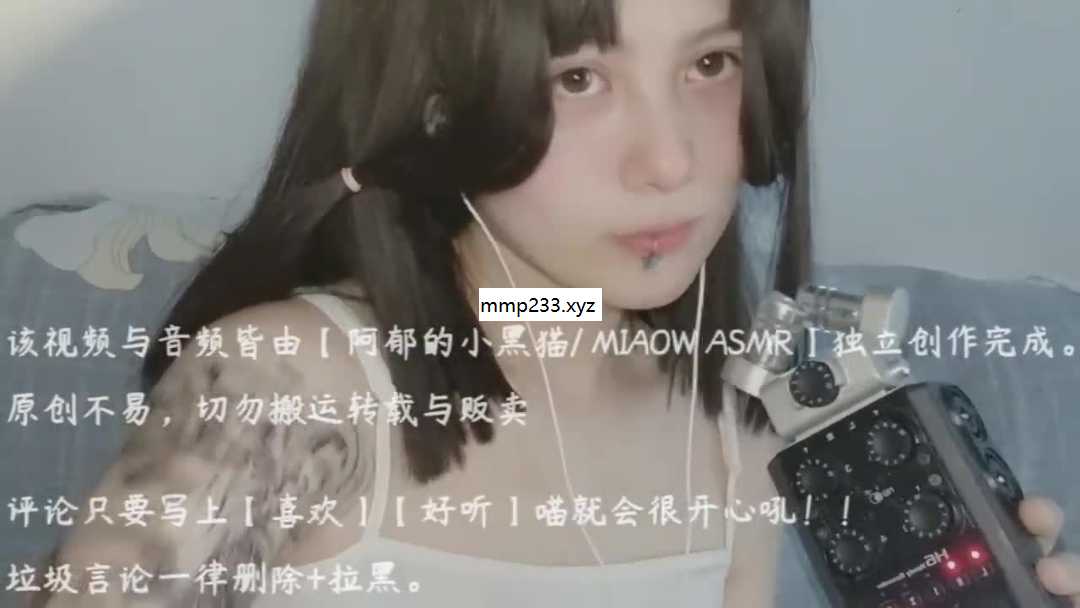 mmp233.xyz
该视频与音频皆由【阿郁的小黑猫/ MIAOW ASMR】独立创作完成。
原创不易，切勿搬运转载与贩卖
评论只要写上【喜欢】【好听】喵就会很开心吼！！
垃圾言论一律删除+拉黑。
H6